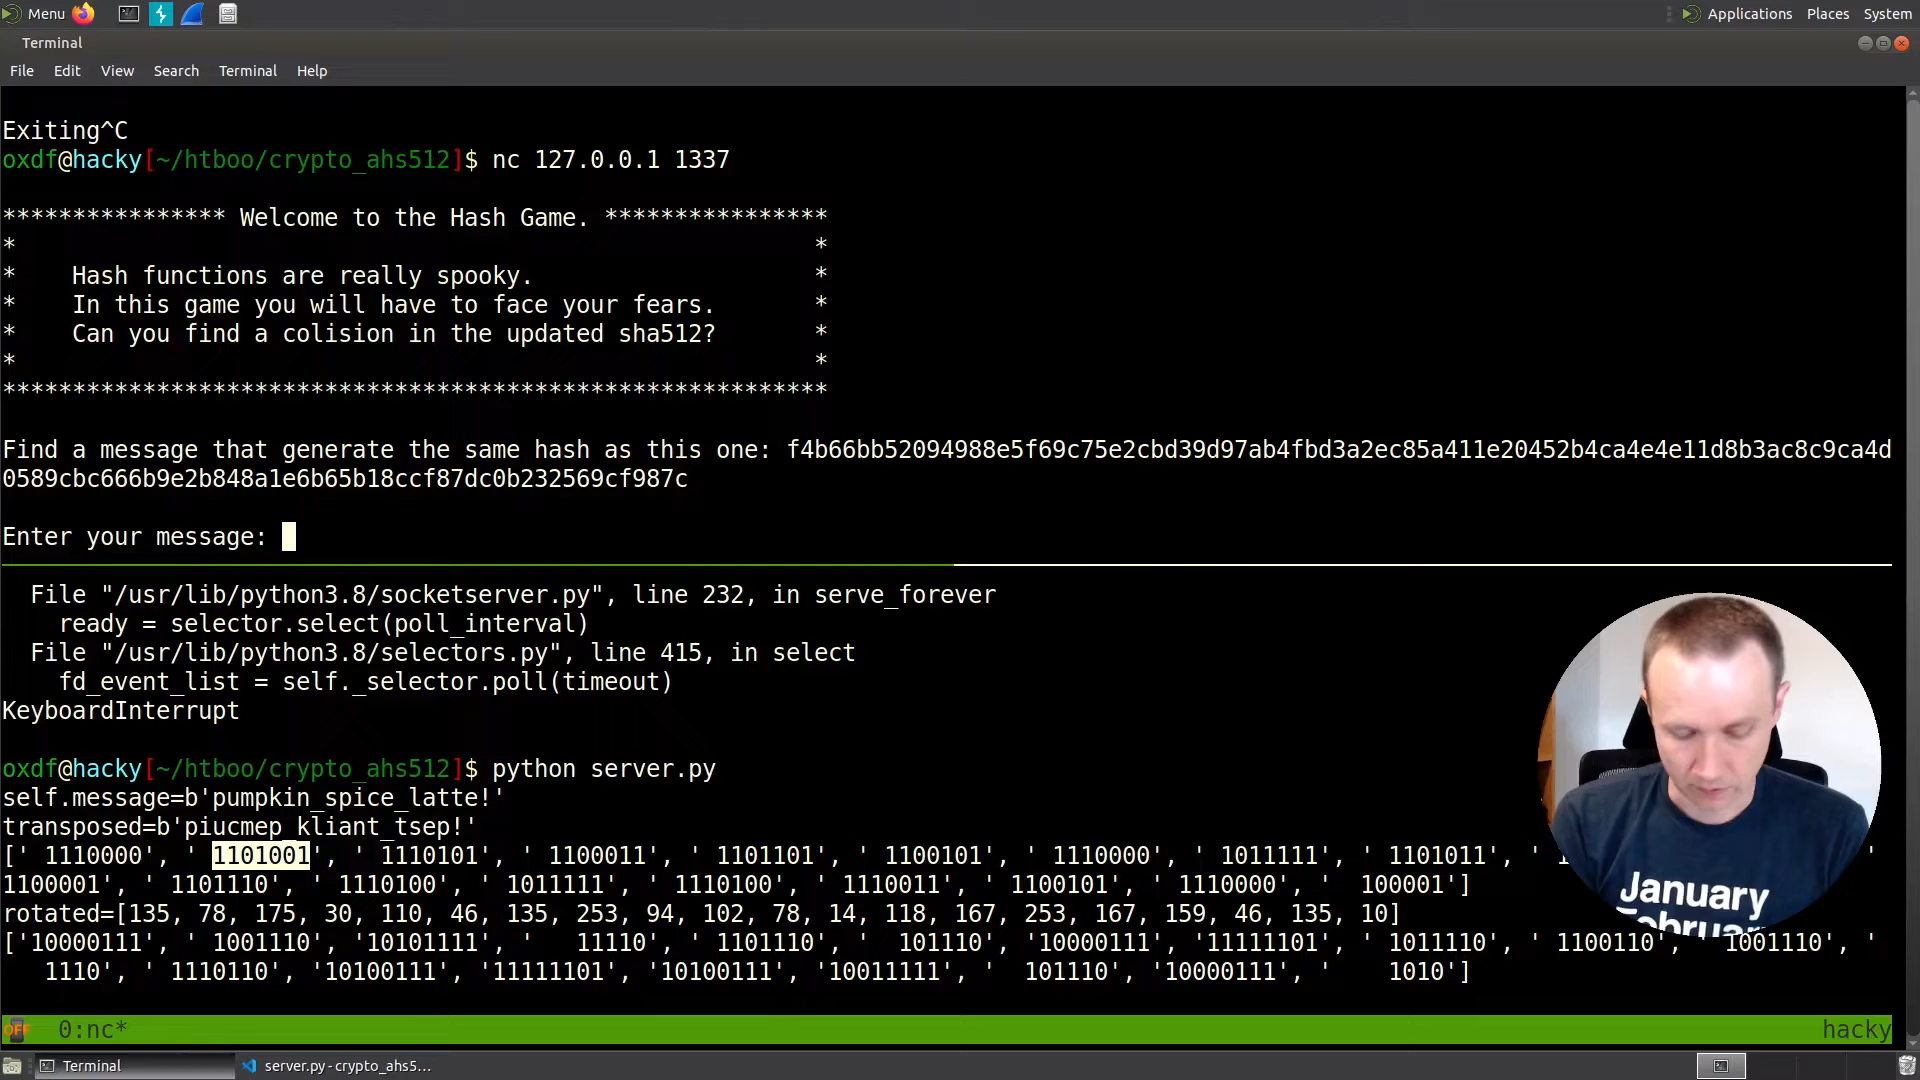 Menu
Applications Places System
Terminal
File Edit View Search Terminal Help
Exiting^C
oxdf@hacky[~/htboo/crypto_ahs512]$ nc 127.0.0.1 1337
**************** Welcome to the Hash Game. ****************
* *
* Hash functions are really spooky. *
* In this game you will have to face your fears. *
* Can you find a colision in the updated sha512? *
* *
***********************************************************
Find a message that generate the same hash as this one: f4b66bb52094988e5f69c75e2cbd39d97ab4fbd3a2ec85a411e20452b4ca4e4e11d8b3ac8c9ca4d
0589cbc666b9e2b848a1e6b65b18ccf87dc0b232569cf987c
Enter your message:
File "/usr/lib/python3.8/socketserver.py", line 232, in serve_forever
ready = selector.select(poll_interval)
File "/usr/lib/python3.8/selectors.py", line 415, in select
fd_event_list = self._selector.poll(timeout)
KeyboardInterrupt
oxdf@hacky[~/htboo/crypto_ahs512]$ python server.py
self.message=b'pumpkin_spice_latte!'
transposed=b'piucmep_kliant_tsep!'
[' 1110000', ' 1101001', ' 1110101', ' 1100011', ' 1101101', ' 1100101', ' 1110000', ' 1011111', ' 1101011', ' '
1100001', ' 1101110', ' 1110100', ' 1011111', ' 1110100', ' 1110011', ' 1100101', ' 1110000', '  100001']
rotated=[135, 78, 175, 30, 110, 46, 135, 253, 94, 102, 78, 14, 118, 167, 253, 167, 159, 46, 135, 10]
['10000111', ' 1001110', '10101111', '   11110', ' 1101110', '  101110', '10000111', '11111101', ' 1011110', ' 1100110', ' 1001110', '
1110', ' 1110110', '10100111', '11111101', '10100111', '10011111', '  101110', '10000111', '    1010']
January
February
OFF 0:nc* hacky
Terminal server.py - crypto_ahs5...